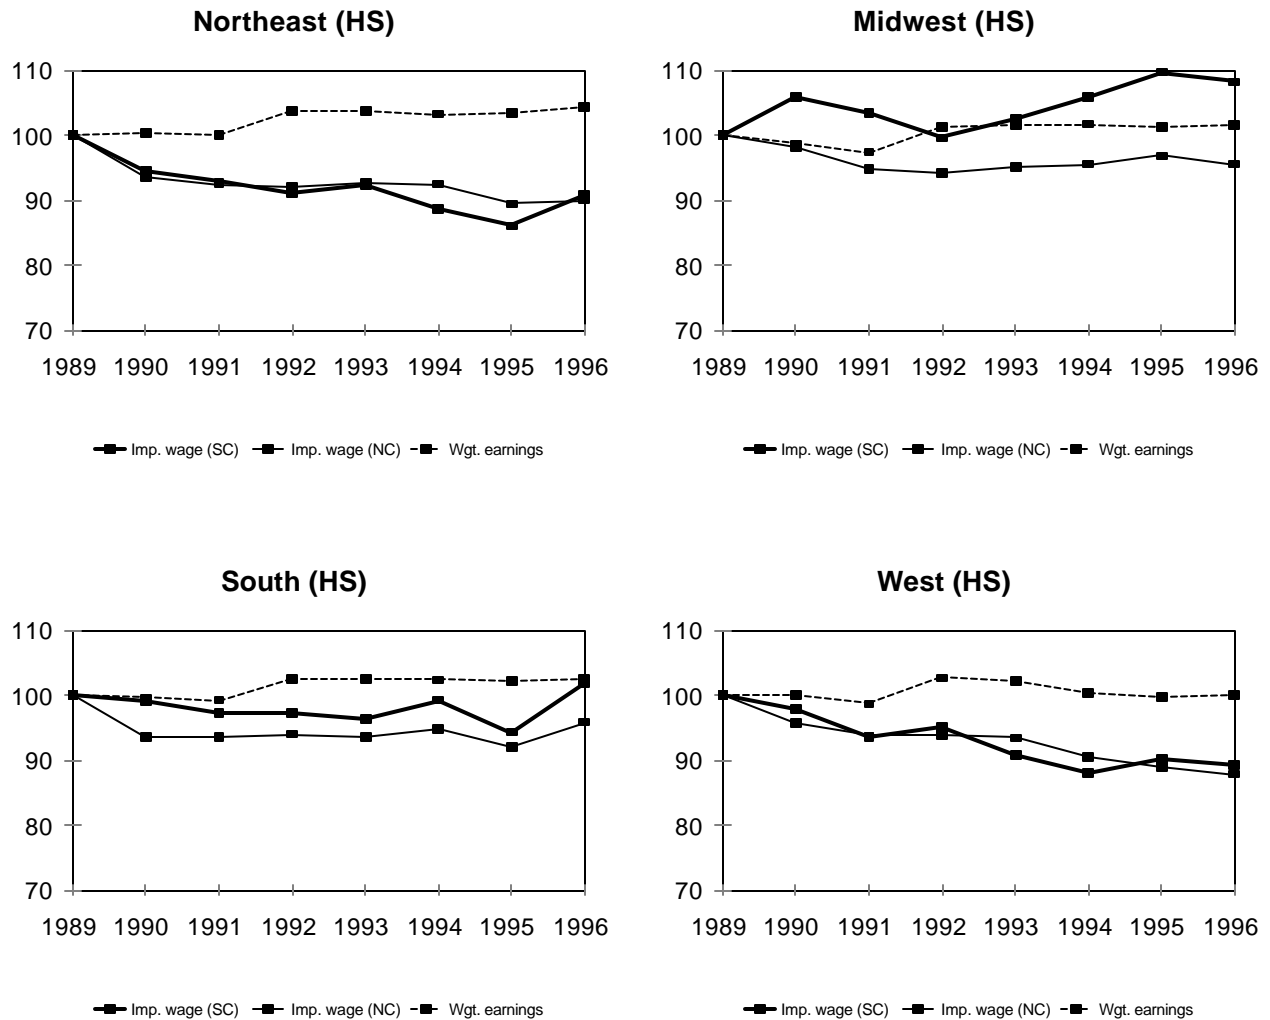 Northeast (HS)
110
100
90
80
70
1989 1990 1991 1992 1993 1994 1995 1996
Imp. wage (SC) Imp. wage (NC) Wgt. earnings
Midwest (HS)
110
100
90
80
70
1989 1990 1991 1992 1993 1994 1995 1996
Imp. wage (SC) Imp. wage (NC) Wgt. earnings
South (HS)
110
100
90
80
70
1989 1990 1991 1992 1993 1994 1995 1996
Imp. wage (SC) Imp. wage (NC) Wgt. earnings
West (HS)
110
100
90
80
70
1989 1990 1991 1992 1993 1994 1995 1996
Imp. wage (SC) Imp. wage (NC) Wgt. earnings